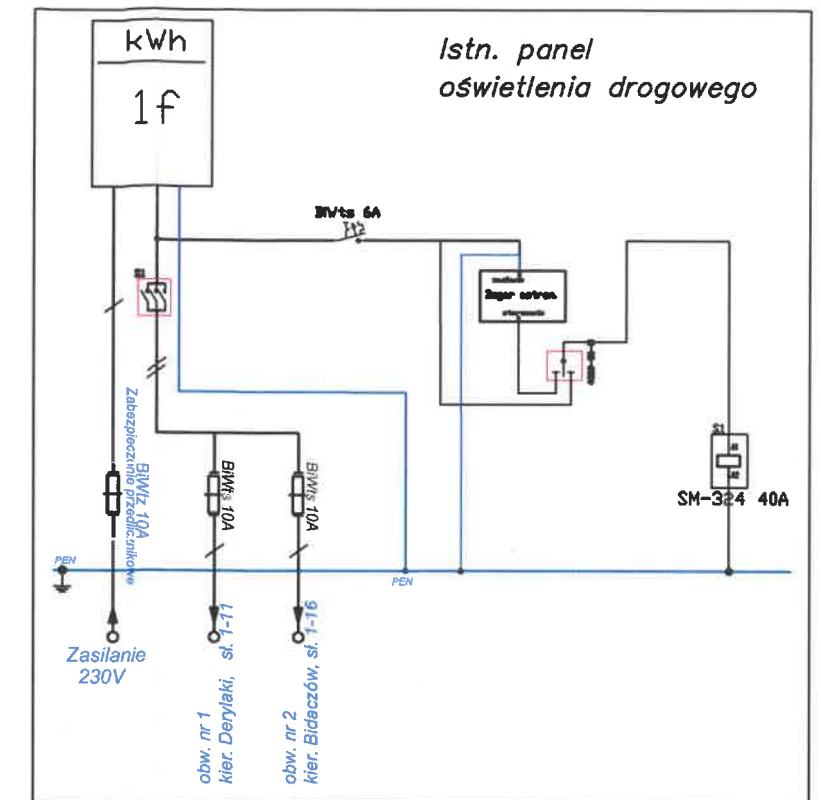 kWh
1f
Istn. panel
oświetlenia drogowego
BiWts 6A
S1
Zegar astron.
Zabezpieczenie przedlicznikowe
BiWtz 10A
BiWts 10A
BiWts 10A
S1
A1
A2
SM-324 40A
PEN
PEN
Zasilanie
230V
obw. nr 1
kier. Derylaki, sł. 1-11
obw. nr 2
kier. Bidaczów, sł. 1-16